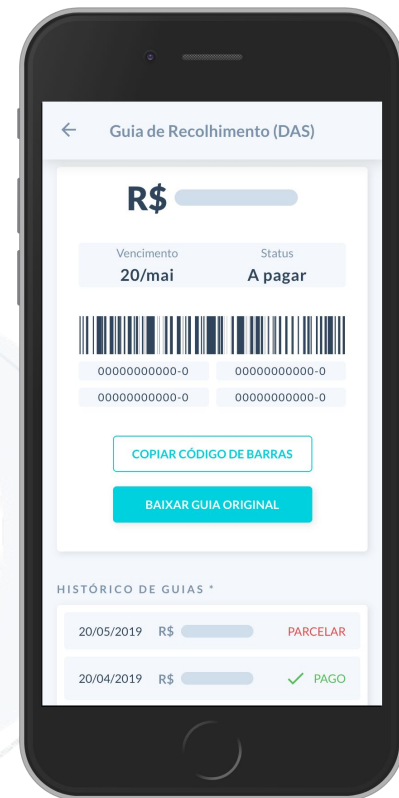 Guia de Recolhimento (DAS)
R$
Vencimento Status
20/mai A pagar
00000000000-0 00000000000-0
00000000000-0 00000000000-0
COPIAR CÓDIGO DE BARRAS
BAIXAR GUIA ORIGINAL
HISTÓRICO DE GUIAS *
20/05/2019 R$ PARCELAR
20/04/2019 R$ PAGO